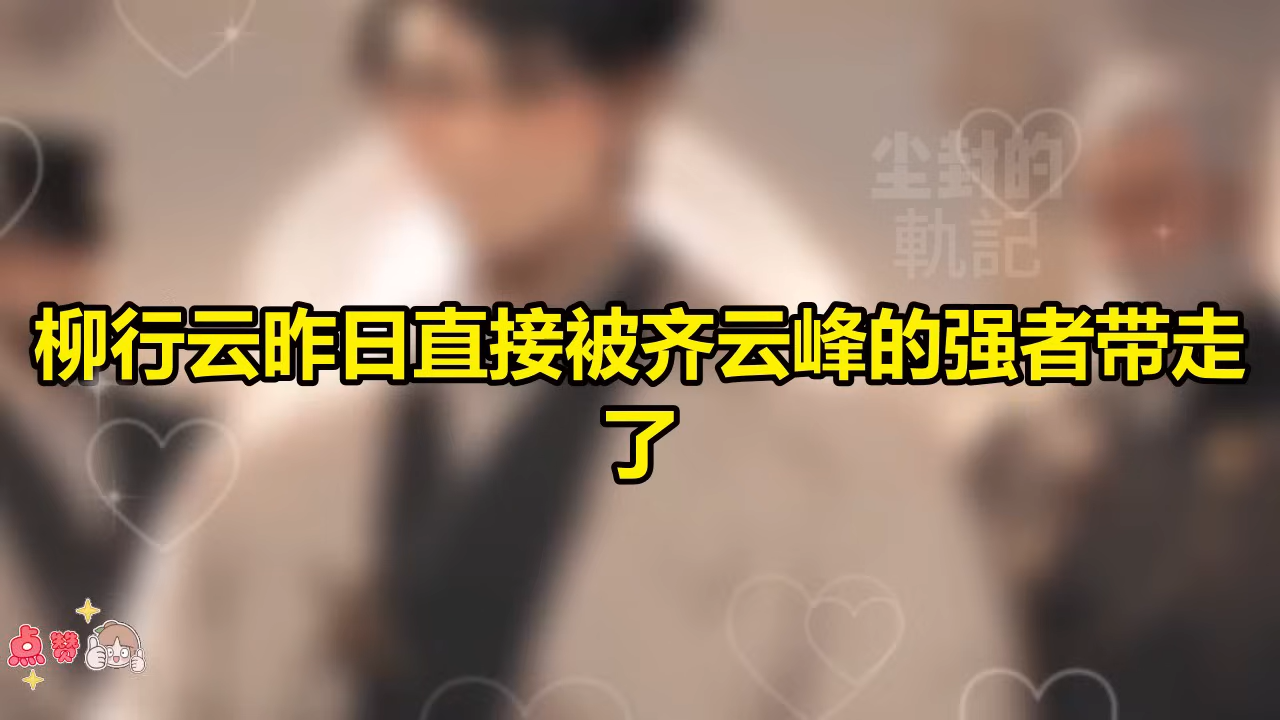 尘封的
軌記
柳行云昨日直接被齐云峰的强者带走
了
点赞